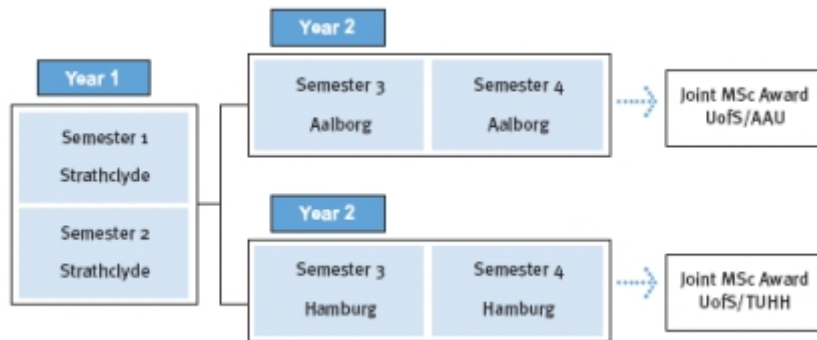 Year 1
Semester 1
Strathclyde
Semester 2
Strathclyde
Year 2
Semester 3
Aalborg
Semester 4
Aalborg
Joint MSc Award
UofS/AAU
Year 2
Semester 3
Hamburg
Semester 4
Hamburg
Joint MSc Award
UofS/TUHH